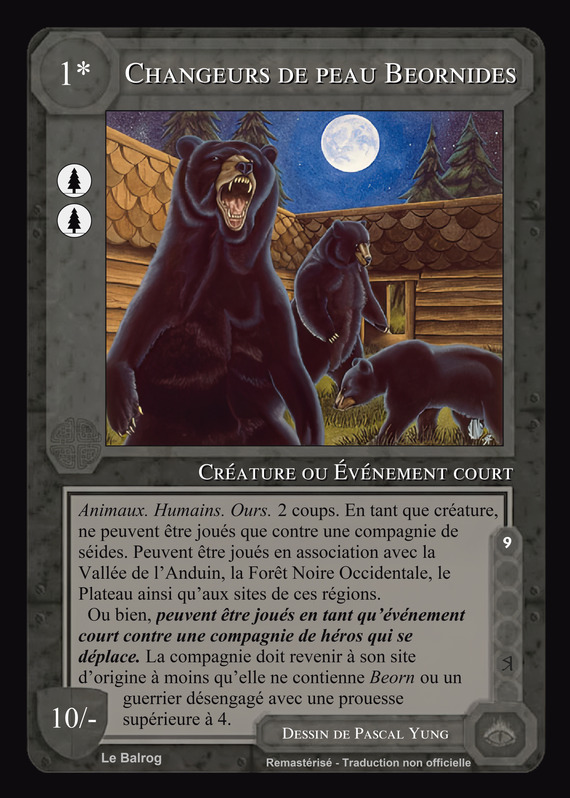 1*
Changeurs de peau Beornides
Créature ou Événement court
Animaux. Humains. Ours. 2 coups. En tant que créature,
ne peuvent être joués que contre une compagnie de
séides. Peuvent être joués en association avec la
Vallée de l'Anduin, la Forêt Noire Occidentale, le
Plateau ainsi qu'aux sites de ces régions.
Ou bien, peuvent être joués en tant qu'événement
court contre une compagnie de héros qui se
déplace. La compagnie doit revenir à son site
d'origine à moins qu'elle ne contienne Beorn ou un
guerrier désengagé avec une prouesse
supérieure à 4.
9
10/-
Dessin de Pascal Yung
Le Balrog
Remastérisé - Traduction non officielle